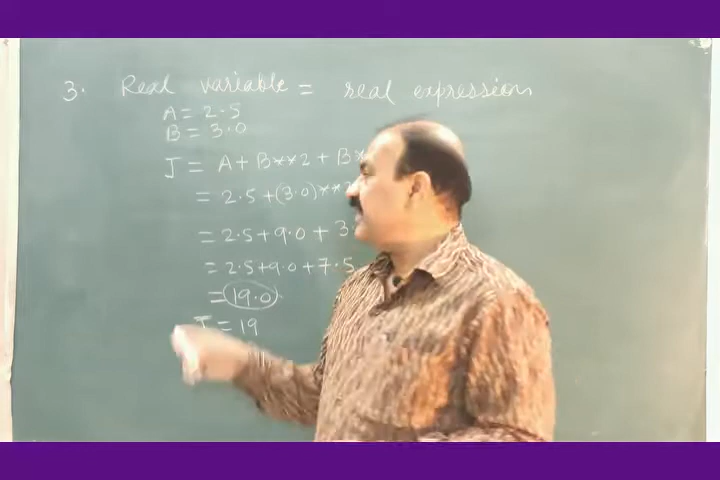 3. Real variable = real expression
A = 2.5
B = 3.0
J = A + B**2 + B*
= 2.5 + (3.0)**2
= 2.5 + 9.0 + 3
= 2.5 + 9.0 + 7.5
= 19.0
J = 19